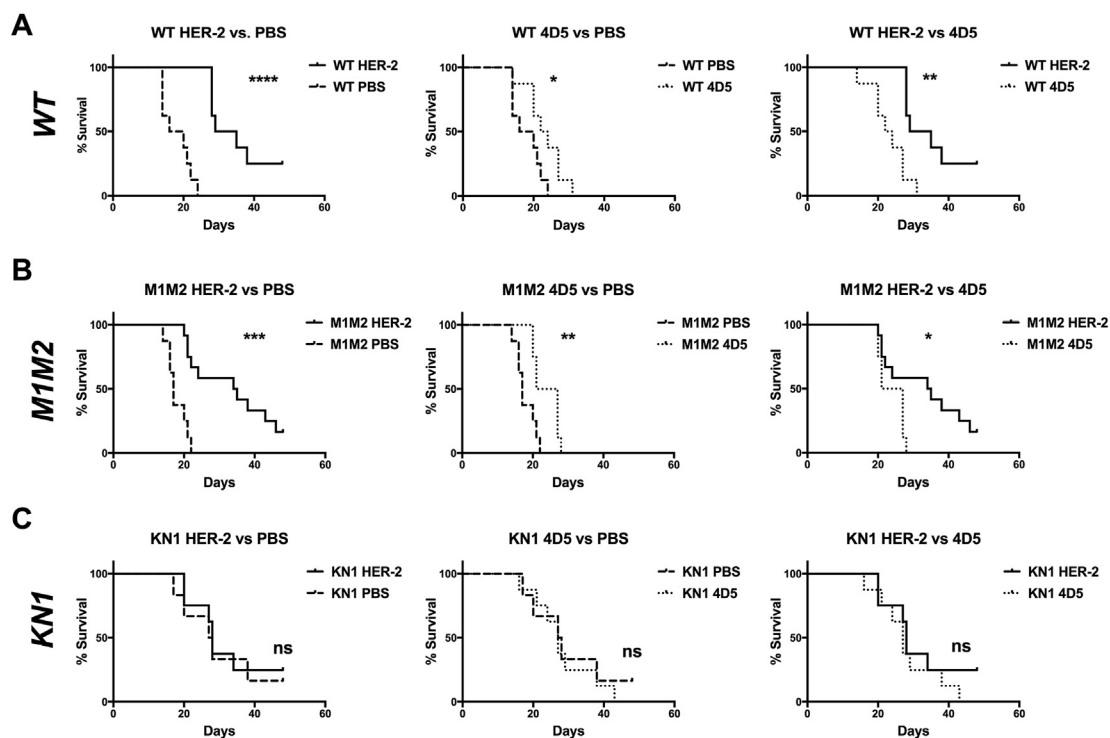 A
WT
WT HER-2 vs. PBS
% Survival
100
50
0
0 20 40 60
Days
****
WT HER-2
WT PBS
WT 4D5 vs PBS
% Survival
100
50
0
0 20 40 60
Days
*
WT PBS
WT 4D5
WT HER-2 vs 4D5
% Survival
100
50
0
0 20 40 60
Days
**
WT HER-2
WT 4D5
B
M1M2
M1M2 HER-2 vs PBS
% Survival
100
50
0
0 20 40 60
Days
***
M1M2 HER-2
M1M2 PBS
M1M2 4D5 vs PBS
% Survival
100
50
0
0 20 40 60
Days
**
M1M2 PBS
M1M2 4D5
M1M2 HER-2 vs 4D5
% Survival
100
50
0
0 20 40 60
Days
*
M1M2 HER-2
M1M2 4D5
C
KN1
KN1 HER-2 vs PBS
% Survival
100
50
0
0 20 40 60
Days
ns
KN1 HER-2
KN1 PBS
KN1 4D5 vs PBS
% Survival
100
50
0
0 20 40 60
Days
ns
KN1 PBS
KN1 4D5
KN1 HER-2 vs 4D5
% Survival
100
50
0
0 20 40 60
Days
ns
KN1 HER-2
KN1 4D5